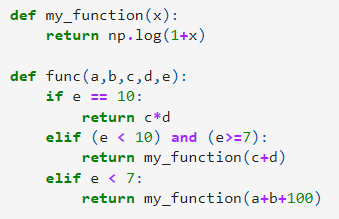 def my_function(x):
    return np.log(1+x)

def func(a,b,c,d,e):
    if e == 10:
        return c*d
    elif (e < 10) and (e>=7):
        return my_function(c+d)
    elif e < 7:
        return my_function(a+b+100)